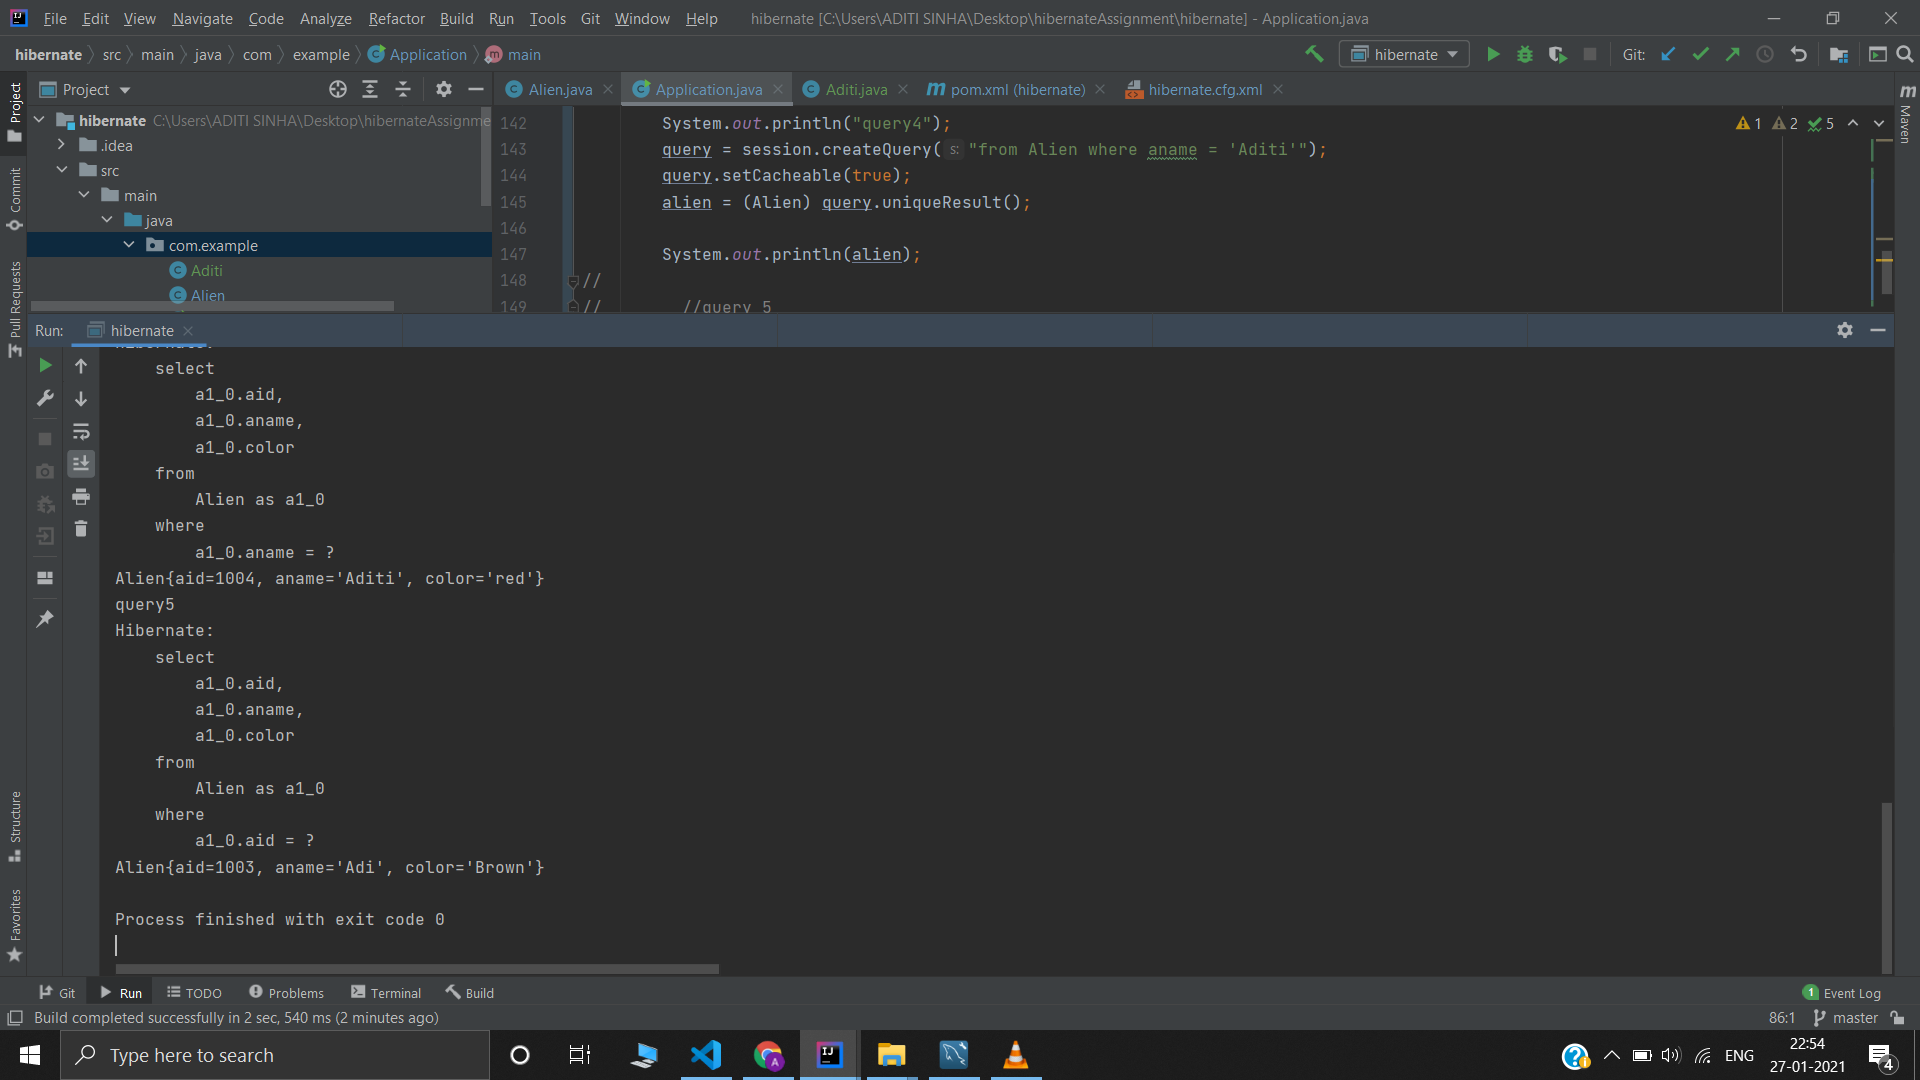 File Edit View Navigate Code Analyze Refactor Build Run Tools Git Window Help hibernate [C:\Users\ADITI SINHA\Desktop\hibernateAssignment\hibernate] - Application.java
hibernate src main java com example Application main hibernate Git:
Project Alien.java Application.java Aditi.java pom.xml (hibernate) hibernate.cfg.xml
Project
Commit
Pull Requests
Structure
Favorites
Maven
hibernate C:\Users\ADITI SINHA\Desktop\hibernateAssignme
.idea
src
main
java
com.example
Aditi
Alien
1 2 5
142 System.out.println("query4");
143 query = session.createQuery( s: "from Alien where aname = 'Aditi'");
144 query.setCacheable(true);
145 alien = (Alien) query.uniqueResult();
146
147 System.out.println(alien);
148 //
149 // //query 5
Run: hibernate
select
a1_0.aid,
a1_0.aname,
a1_0.color
from
Alien as a1_0
where
a1_0.aname = ?
Alien{aid=1004, aname='Aditi', color='red'}
query5
Hibernate:
select
a1_0.aid,
a1_0.aname,
a1_0.color
from
Alien as a1_0
where
a1_0.aid = ?
Alien{aid=1003, aname='Adi', color='Brown'}
Process finished with exit code 0
Git Run TODO Problems Terminal Build 1 Event Log
Build completed successfully in 2 sec, 540 ms (2 minutes ago) 86:1 master
Type here to search ENG 22:54
27-01-2021 4